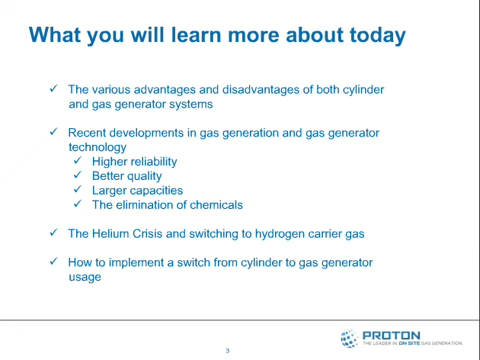 What you will learn more about today
✓ The various advantages and disadvantages of both cylinder
and gas generator systems
✓ Recent developments in gas generation and gas generator
technology
✓ Higher reliability
✓ Better quality
✓ Larger capacities
✓ The elimination of chemicals
✓ The Helium Crisis and switching to hydrogen carrier gas
✓ How to implement a switch from cylinder to gas generator
usage
3
PROTON
THE LEADER IN ON SITE GAS GENERATION.